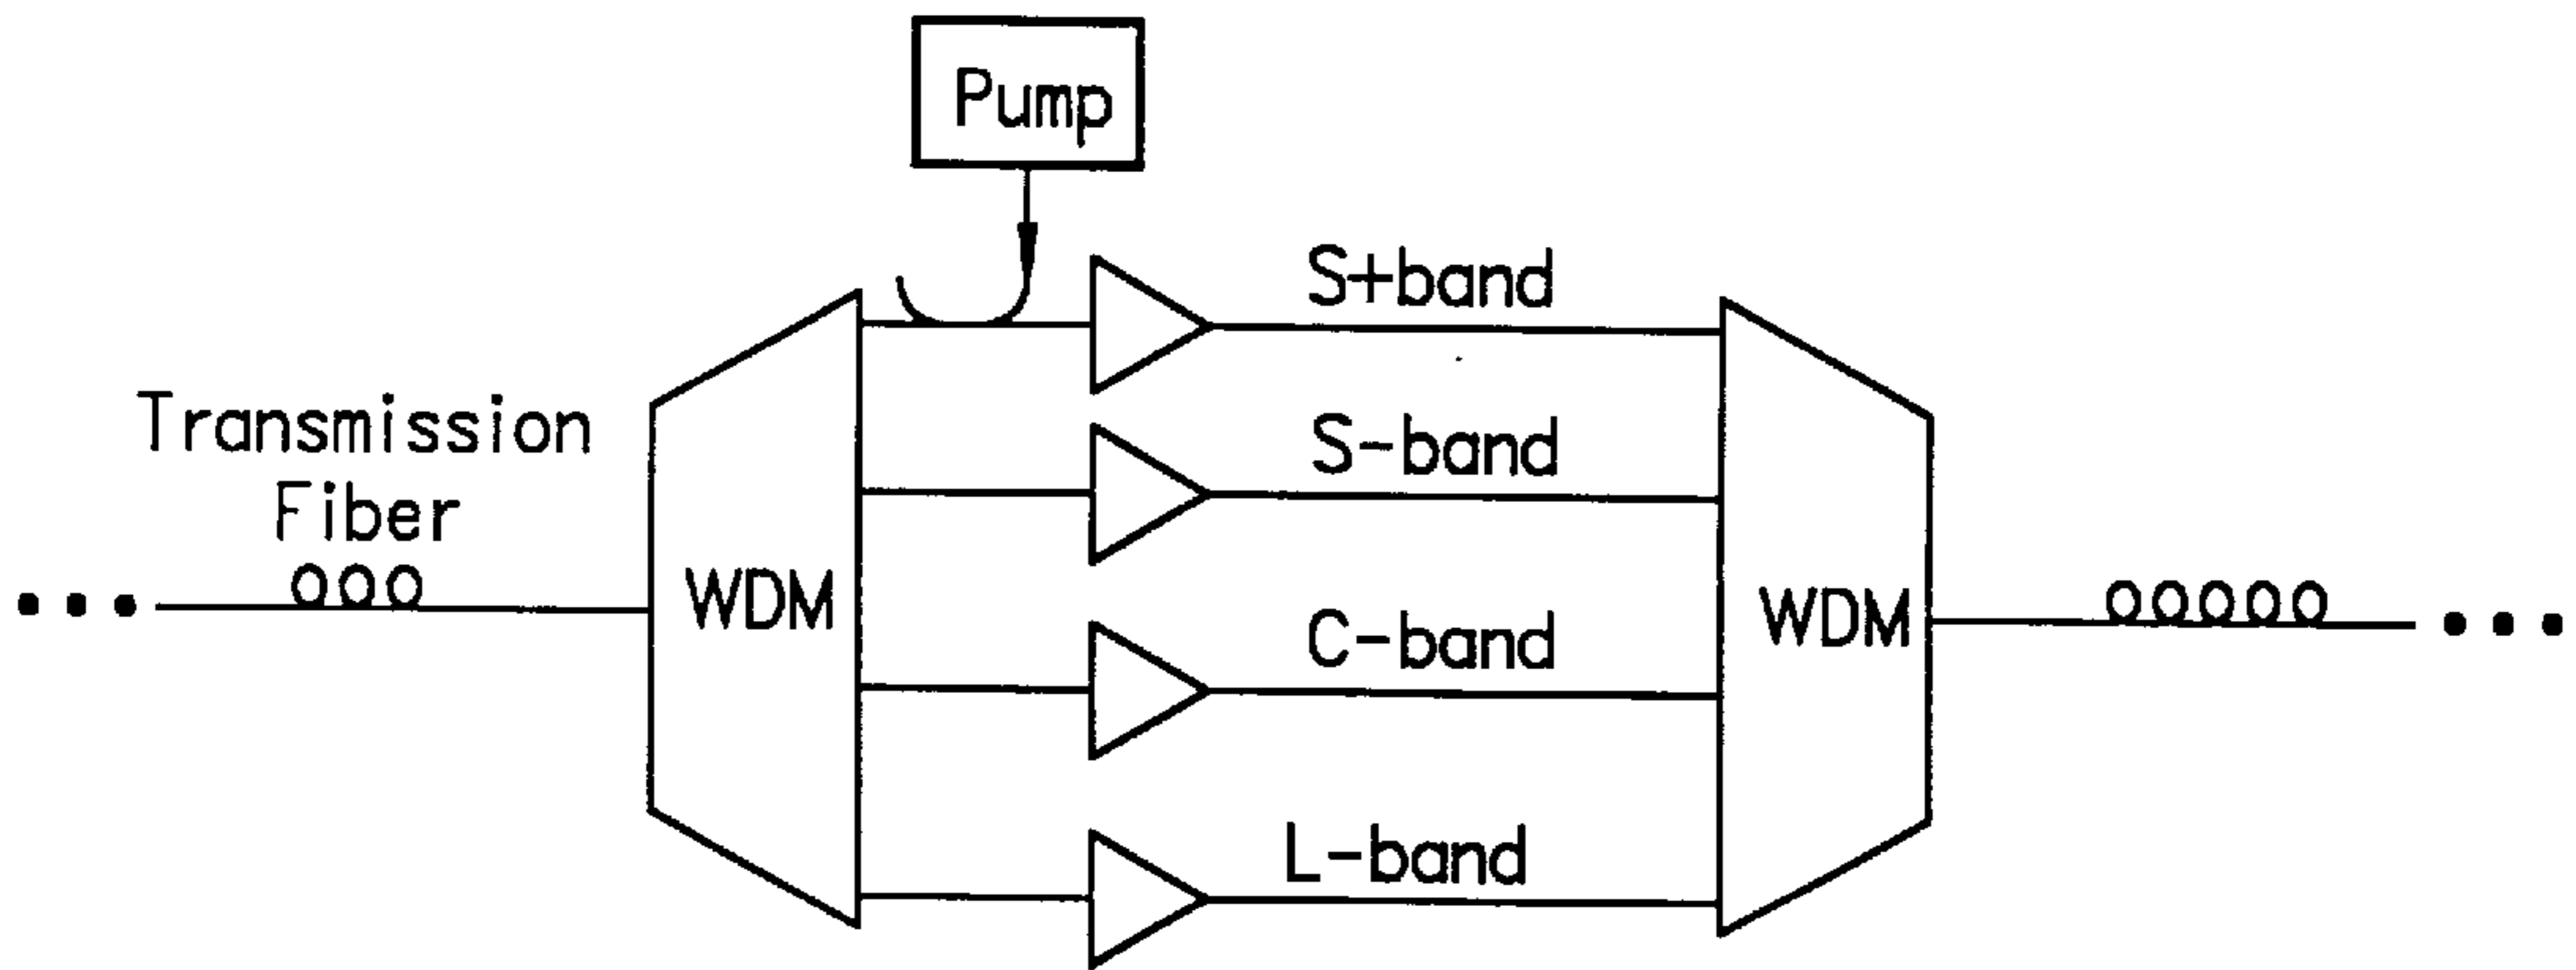 Pump
S+band
Transmission
Fiber
S-band
WDM
WDM
C-band
L-band